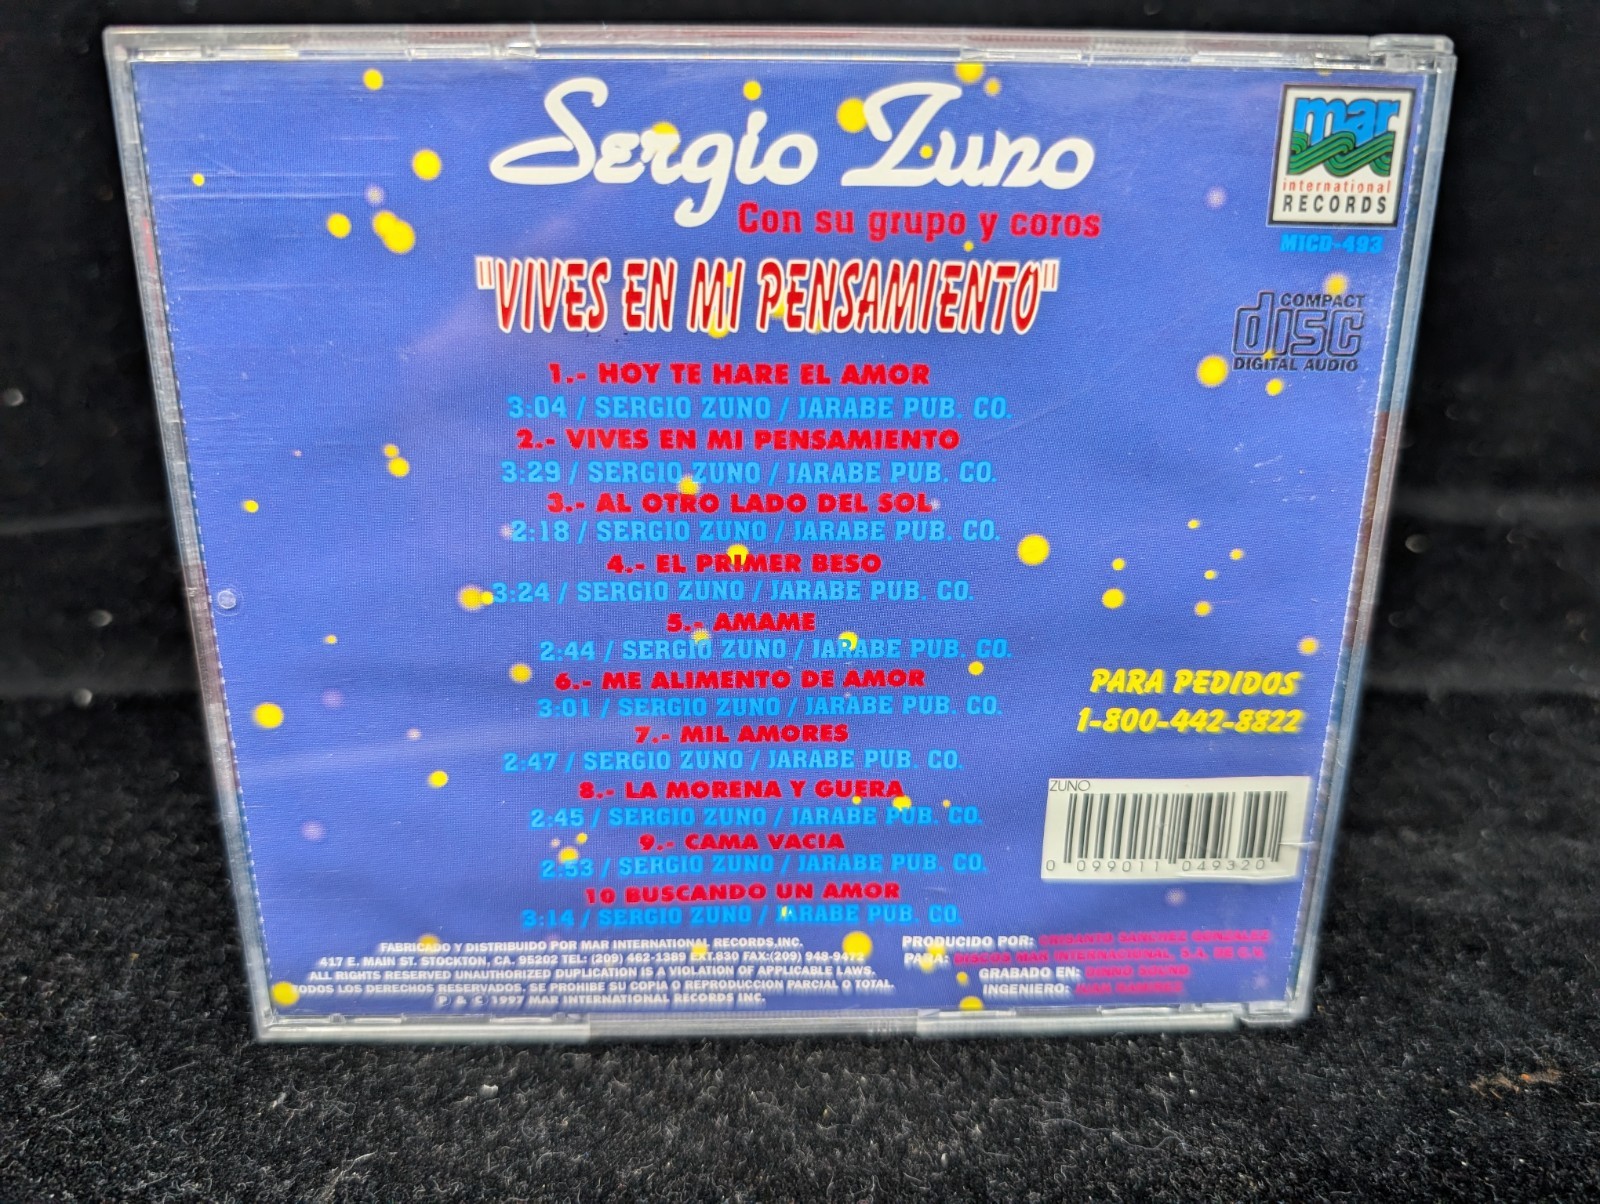 Sergio Zuno
Con su grupo y coros
"VIVES EN MI PENSAMIENTO"
mar
international
RECORDS
MICD-493
COMPACT
disc
DIGITAL AUDIO
1.- HOY TE HARE EL AMOR
3:04 / SERGIO ZUNO / JARABE PUB. CO.
2.- VIVES EN MI PENSAMIENTO
3:29 / SERGIO ZUNO / JARABE PUB. CO.
3.- AL OTRO LADO DEL SOL
2:18 / SERGIO ZUNO / JARABE PUB. CO.
4.- EL PRIMER BESO
3:24 / SERGIO ZUNO / JARABE PUB. CO.
5.- AMAME
2:44 / SERGIO ZUNO / JARABE PUB. CO.
6.- ME ALIMENTO DE AMOR
3:01 / SERGIO ZUNO / JARABE PUB. CO.
7.- MIL AMORES
2:47 / SERGIO ZUNO / JARABE PUB. CO.
8.- LA MORENA Y GUERA
2:45 / SERGIO ZUNO / JARABE PUB. CO.
9.- CAMA VACIA
2:53 / SERGIO ZUNO / JARABE PUB. CO.
10 BUSCANDO UN AMOR
3:14 / SERGIO ZUNO / JARABE PUB. CO.
PARA PEDIDOS
1-800-442-8822
ZUNO
0 099011 049320
FABRICADO Y DISTRIBUIDO POR MAR INTERNATIONAL RECORDS,INC.
417 E. MAIN ST. STOCKTON, CA. 95202 TEL: (209) 462-1389 EXT.830 FAX:(209) 948-9472
ALL RIGHTS RESERVED UNAUTHORIZED DUPLICATION IS A VIOLATION OF APPLICABLE LAWS.
TODOS LOS DERECHOS RESERVADOS. SE PROHIBE SU COPIA O REPRODUCCION PARCIAL O TOTAL.
P & C 1997 MAR INTERNATIONAL RECORDS INC.
PRODUCIDO POR: CRISANTO SANCHEZ GONZALEZ
PARA: DISCOS MAR INTERNACIONAL, S.A. DE C.V.
GRABADO EN: SOUND
INGENIERO: